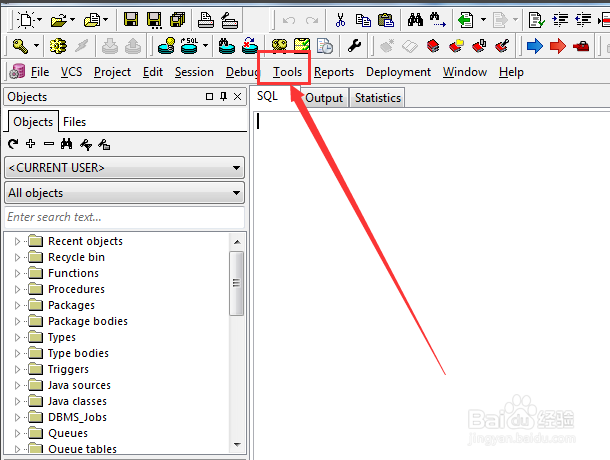 File VCS Project Edit Session Debug Tools Reports Deployment Window Help
Objects
SQL Output Statistics
Objects Files
<CURRENT USER>
All objects
Enter search text...
Recent objects
Recycle bin
Functions
Procedures
Packages
Package bodies
Types
Type bodies
Triggers
Java sources
Java classes
DBMS_Jobs
Queues
Queue tables
Baidu 经验
jingyan.baidu.com